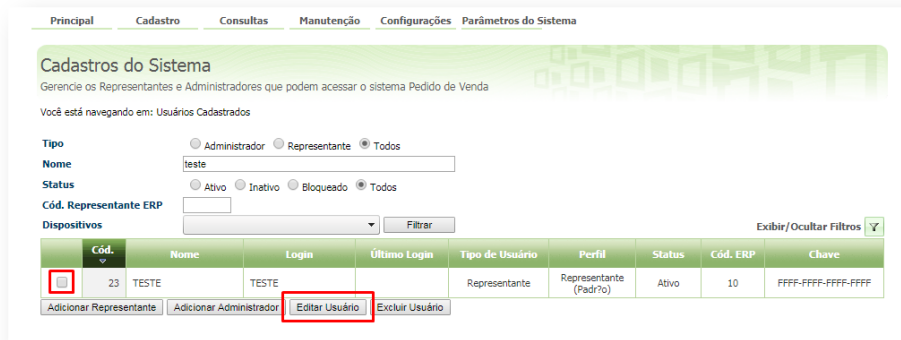 Principal Cadastro Consultas Manutenção Configurações Parâmetros do Sistema
Cadastros do Sistema
Gerencie os Representantes e Administradores que podem acessar o sistema Pedido de Venda
Você está navegando em: Usuários Cadastrados
Tipo Administrador Representante Todos
Nome teste
Status Ativo Inativo Bloqueado Todos
Cód. Representante ERP
Dispositivos Filtrar Exibir/Ocultar Filtros
Cód. Nome Login Último Login Tipo de Usuário Perfil Status Cód. ERP Chave
23 TESTE TESTE Representante Representante (Padr?o) Ativo 10 FFFF-FFFF-FFFF-FFFF
Adicionar Representante Adicionar Administrador Editar Usuário Excluir Usuário